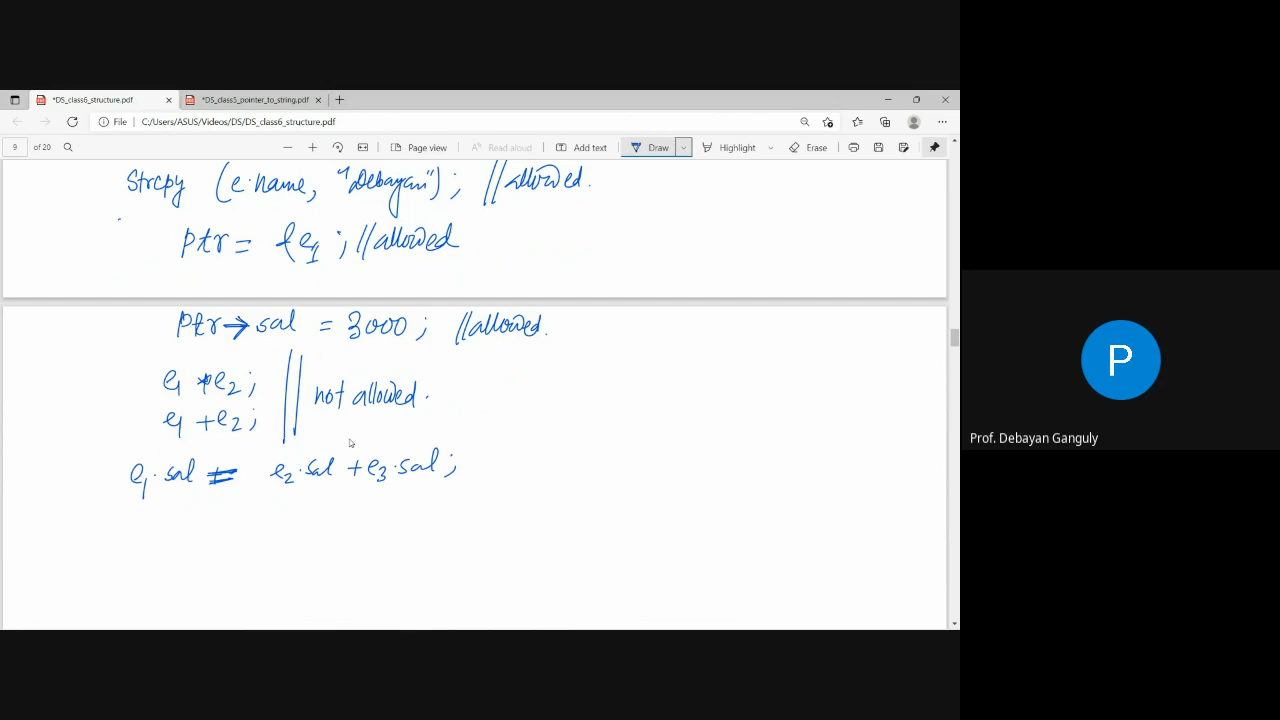 *DS_class6_structure.pdf
*DS_class5_pointer_to_string.pdf
File
C:/Users/ASUS/Videos/DS/DS_class6_structure.pdf
9 of 20
Page view
Read aloud
Add text
Draw
Highlight
Erase
Strcpy (e.name, "Debayan"); //allowed.
ptr = &e1; //allowed
Ptr→sal = 3000; //allowed.
e1 *e2;
e1 +e2;
// not allowed.
e1.sal = e2.sal +e3.sal;
P
Prof. Debayan Ganguly